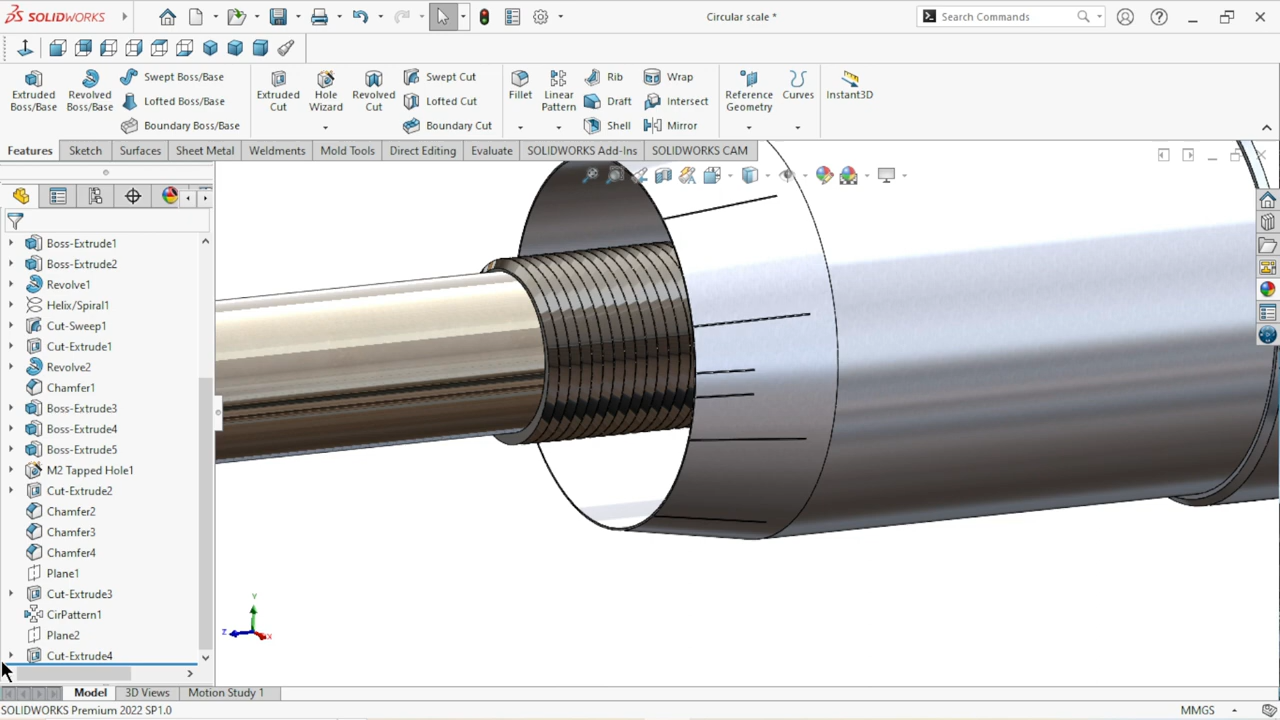 SOLIDWORKS
Circular scale *
Search Commands
Extruded Boss/Base
Revolved Boss/Base
Swept Boss/Base
Lofted Boss/Base
Boundary Boss/Base
Extruded Cut
Hole Wizard
Revolved Cut
Swept Cut
Lofted Cut
Boundary Cut
Fillet
Linear Pattern
Rib
Draft
Shell
Wrap
Intersect
Mirror
Reference Geometry
Curves
Instant3D
Features Sketch Surfaces Sheet Metal Weldments Mold Tools Direct Editing Evaluate SOLIDWORKS Add-Ins SOLIDWORKS CAM
Boss-Extrude1
Boss-Extrude2
Revolve1
Helix/Spiral1
Cut-Sweep1
Cut-Extrude1
Revolve2
Chamfer1
Boss-Extrude3
Boss-Extrude4
Boss-Extrude5
M2 Tapped Hole1
Cut-Extrude2
Chamfer2
Chamfer3
Chamfer4
Plane1
Cut-Extrude3
CirPattern1
Plane2
Cut-Extrude4
Y
Z
X
Model 3D Views Motion Study 1
SOLIDWORKS Premium 2022 SP1.0
MMGS